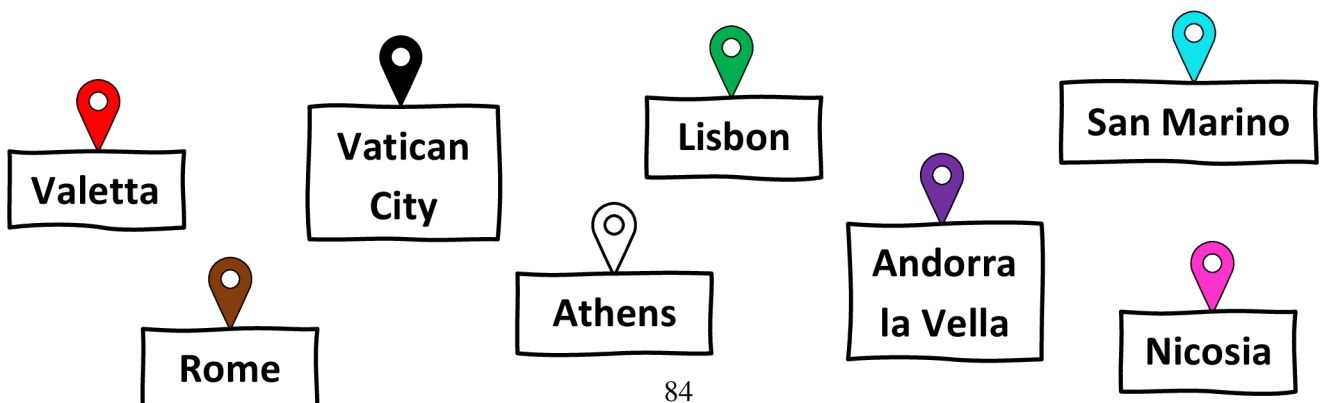 Valetta
Vatican
City
Lisbon
San Marino
Rome
Athens
Andorra
la Vella
Nicosia
84